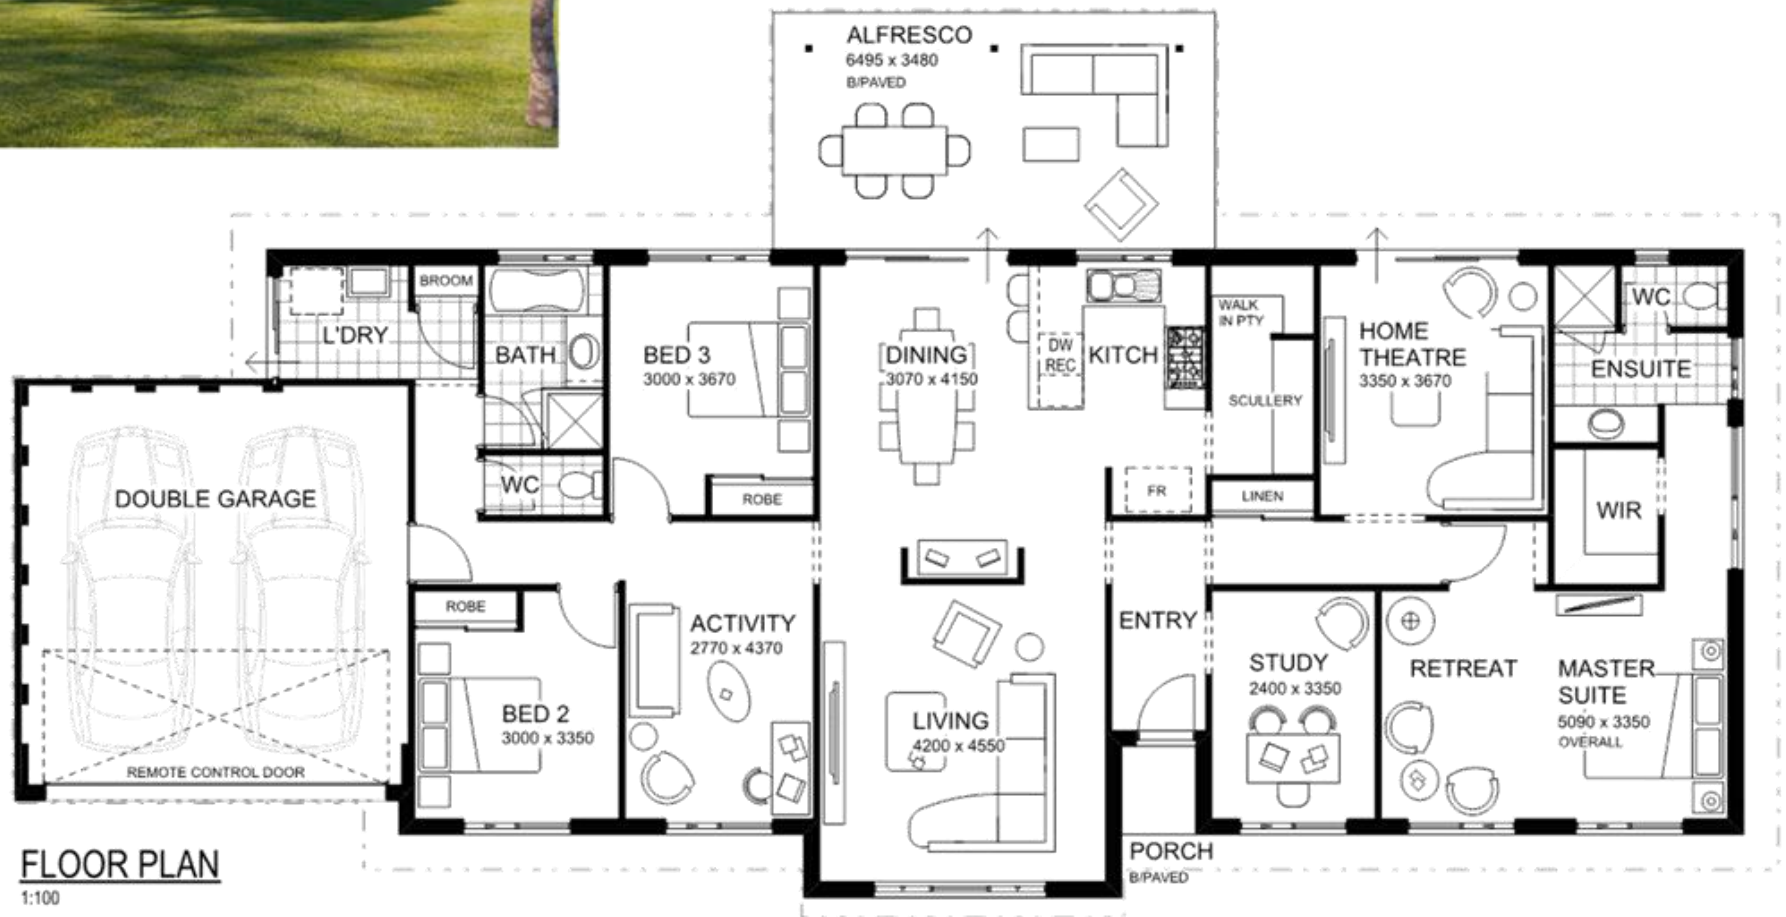 ALFRESCO
6495 x 3480
B/PAVED
BROOM
L'DRY
BATH
BED 3
3000 x 3670
DINING
3070 x 4150
DW
REC
KITCH
WALK
IN PTY
SCULLERY
HOME
THEATRE
3350 x 3670
WC
ENSUITE
DOUBLE GARAGE
WC
ROBE
FR
LINEN
WIR
ROBE
ACTIVITY
2770 x 4370
ENTRY
BED 2
3000 x 3350
LIVING
4200 x 4550
STUDY
2400 x 3350
RETREAT
MASTER
SUITE
5090 x 3350
OVERALL
REMOTE CONTROL DOOR
PORCH
B/PAVED
FLOOR PLAN
1:100